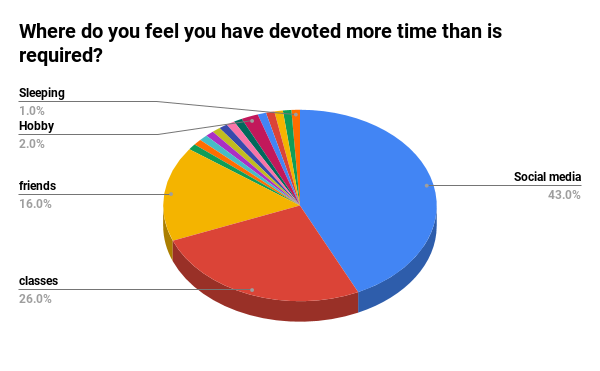 Where do you feel you have devoted more time than is
required?
Sleeping
1.0%
Hobby
2.0%
friends
16.0%
classes
26.0%
Social media
43.0%